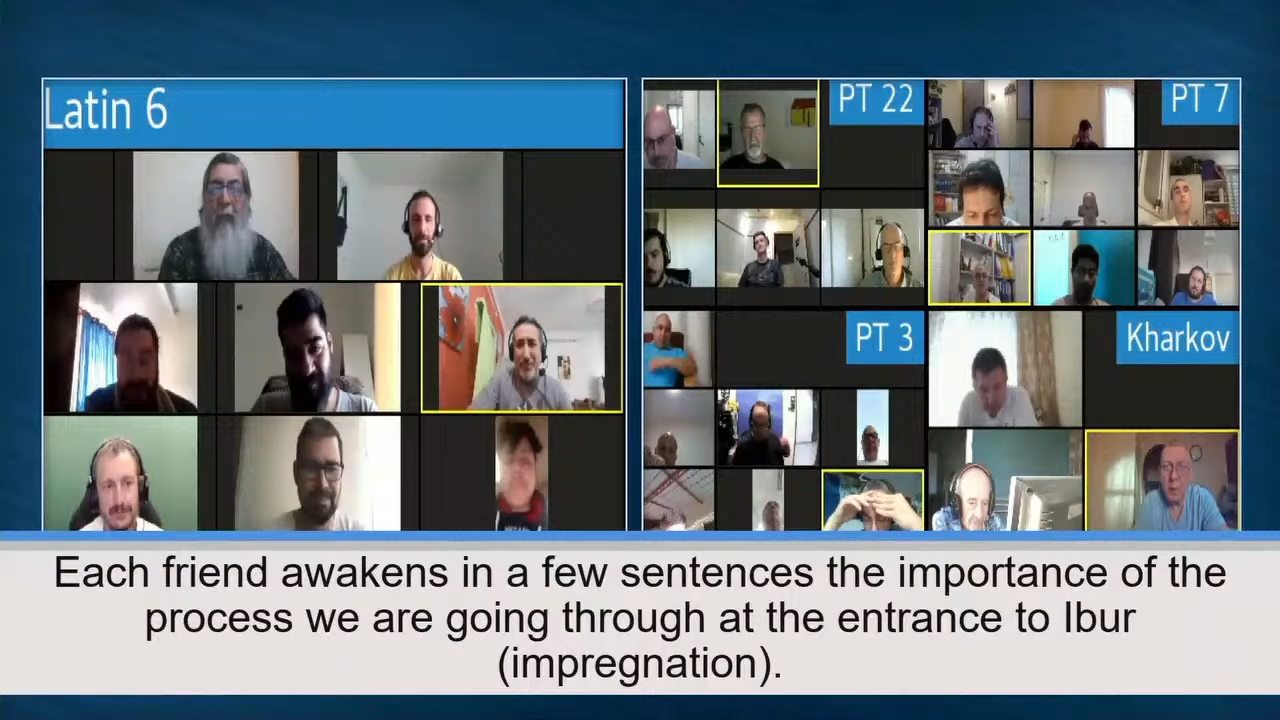 Latin 6
PT 22
PT 7
PT 3
Kharkov
Each friend awakens in a few sentences the importance of the
process we are going through at the entrance to Ibur
(impregnation).